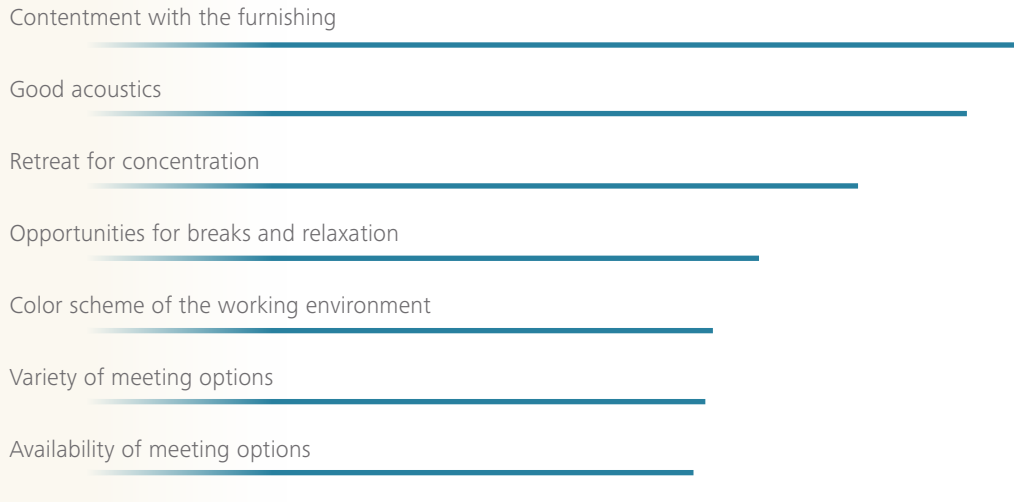 Contentment with the furnishing
Good acoustics
Retreat for concentration
Opportunities for breaks and relaxation
Color scheme of the working environment
Variety of meeting options
Availability of meeting options